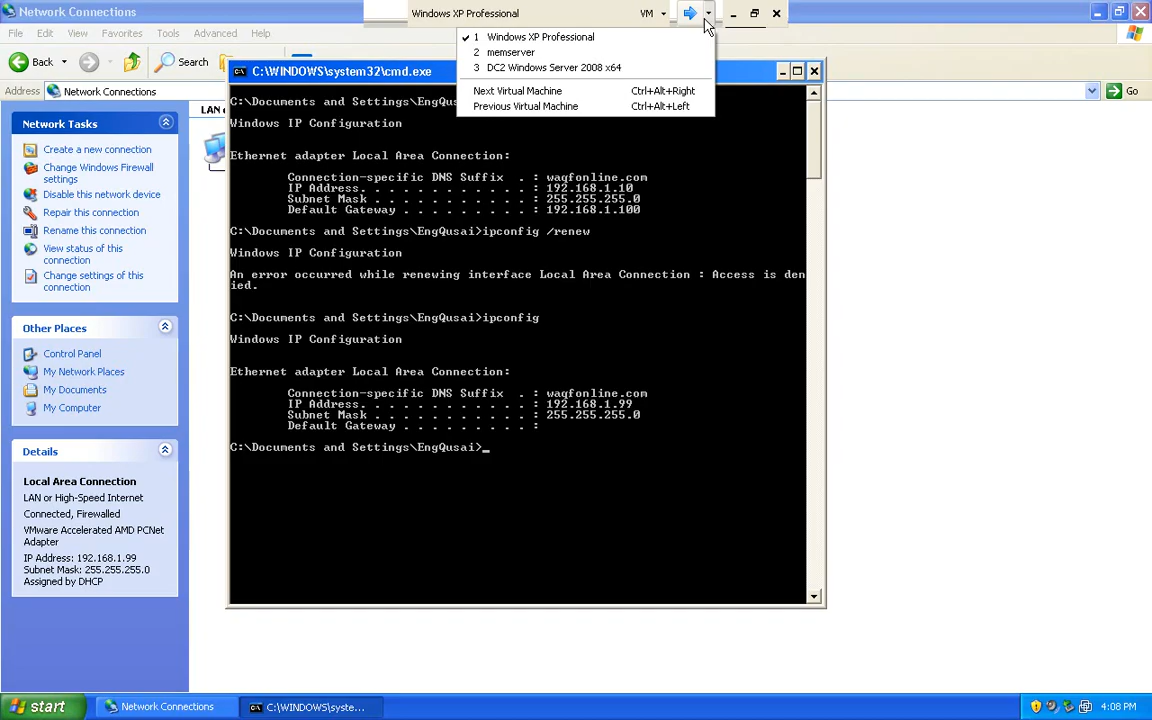 Windows XP Professional
VM
Network Connections
File Edit View Favorites Tools Advanced Help
1 Windows XP Professional
2 memserver
3 DC2 Windows Server 2008 x64
Next Virtual Machine Ctrl+Alt+Right
Previous Virtual Machine Ctrl+Alt+Left
Back
Search
Address Network Connections
Go
LAN
Network Tasks
Create a new connection
Change Windows Firewall
settings
Disable this network device
Repair this connection
Rename this connection
View status of this
connection
Change settings of this
connection
Other Places
Control Panel
My Network Places
My Documents
My Computer
Details
Local Area Connection
LAN or High-Speed Internet
Connected, Firewalled
VMware Accelerated AMD PCNet
Adapter
IP Address: 192.168.1.99
Subnet Mask: 255.255.255.0
Assigned by DHCP
C:\WINDOWS\system32\cmd.exe
C:\Documents and Settings\EngQusa
Windows IP Configuration
Ethernet adapter Local Area Connection:
Connection-specific DNS Suffix . : waqfonline.com
IP Address. . . . . . . . . . . . : 192.168.1.10
Subnet Mask . . . . . . . . . . . : 255.255.255.0
Default Gateway . . . . . . . . . : 192.168.1.100
C:\Documents and Settings\EngQusai>ipconfig /renew
Windows IP Configuration
An error occurred while renewing interface Local Area Connection : Access is den
ied.
C:\Documents and Settings\EngQusai>ipconfig
Windows IP Configuration
Ethernet adapter Local Area Connection:
Connection-specific DNS Suffix . : waqfonline.com
IP Address. . . . . . . . . . . . : 192.168.1.99
Subnet Mask . . . . . . . . . . . : 255.255.255.0
Default Gateway . . . . . . . . . :
C:\Documents and Settings\EngQusai>_
start
Network Connections
C:\WINDOWS\syste...
4:08 PM